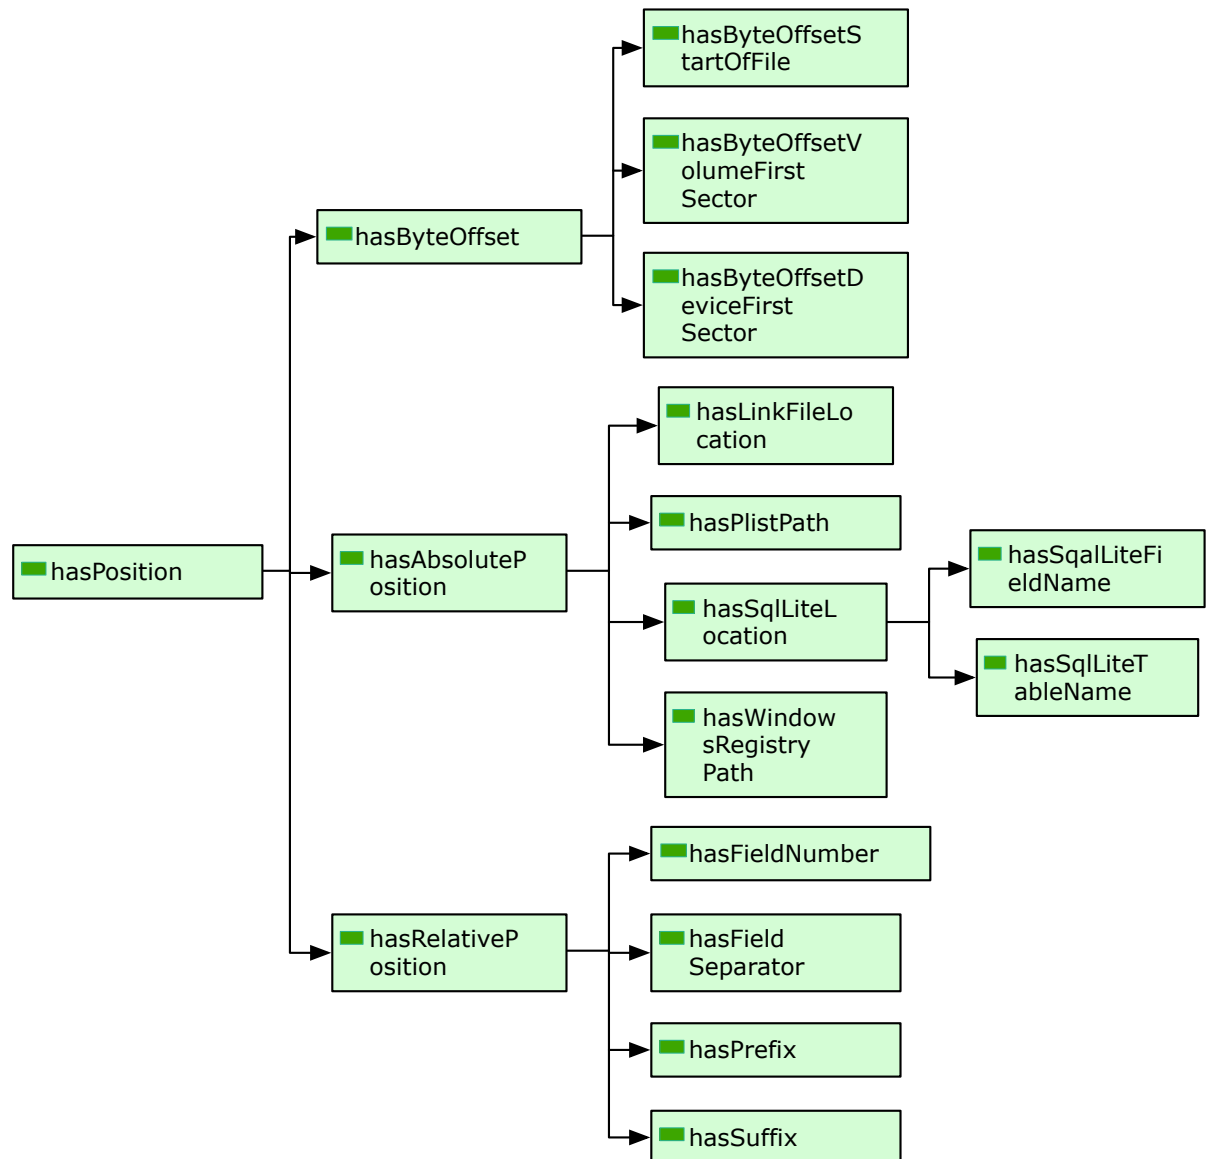 hasByteOffsetS
tartOfFile
hasByteOffsetV
olumeFirst
Sector
hasByteOffset
hasByteOffsetD
eviceFirst
Sector
hasLinkFileLo
cation
hasPlistPath
hasPosition
hasAbsoluteP
osition
hasSqlLiteL
ocation
hasSqalLiteFi
eldName
hasSqlLiteT
ableName
hasWindow
sRegistry
Path
hasFieldNumber
hasRelativeP
osition
hasField
Separator
hasPrefix
hasSuffix